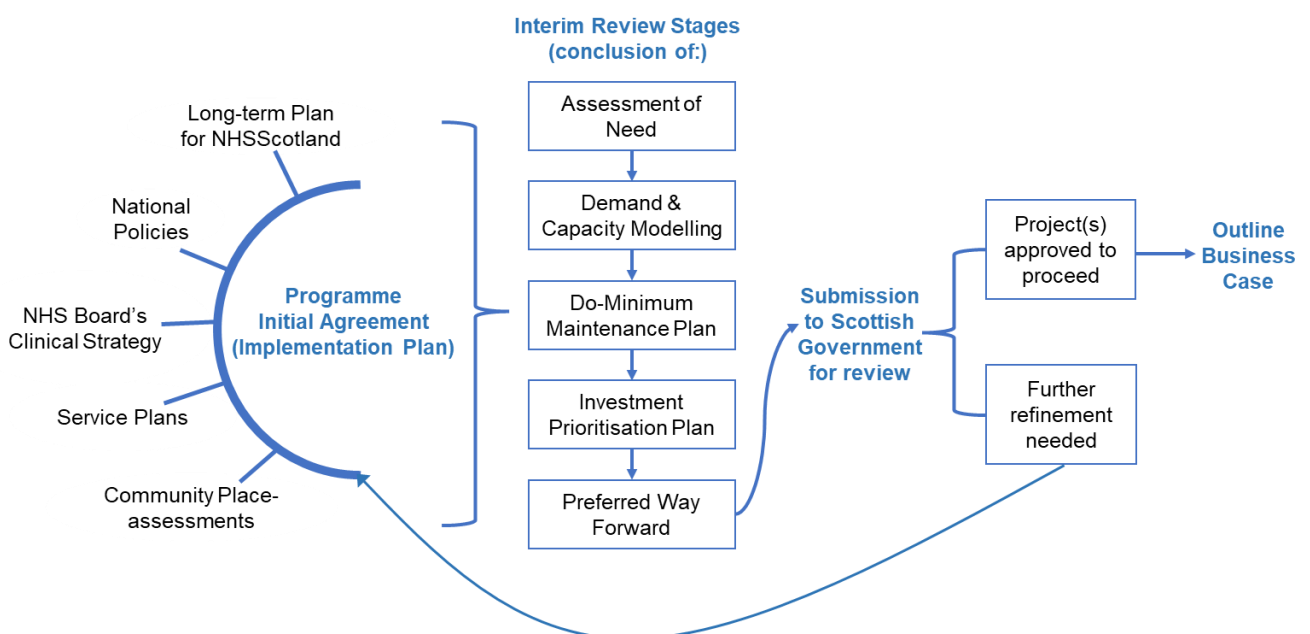 Interim Review Stages
(conclusion of:)
Long-term Plan
for NHSScotland
National
Policies
NHS Board’s
Clinical Strategy
Service Plans
Community Place-
assessments
Programme
Initial Agreement
(Implementation Plan)
Assessment of
Need
Demand &
Capacity Modelling
Do-Minimum
Maintenance Plan
Investment
Prioritisation Plan
Preferred Way
Forward
Submission
to Scottish
Government
for review
Project(s)
approved to
proceed
Further
refinement
needed
Outline
Business
Case